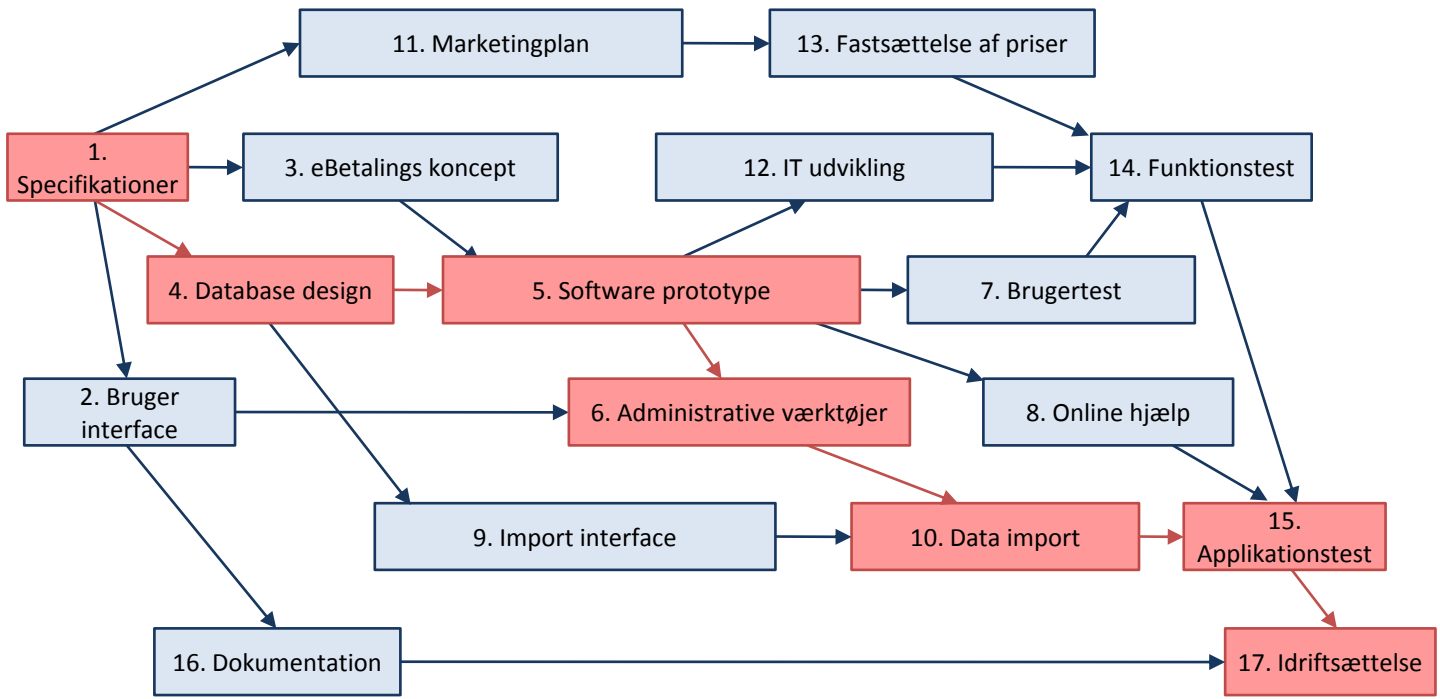 11. Marketingplan
13. Fastsættelse af priser
1.
Specifikationer
3. eBetalings koncept
12. IT udvikling
14. Funktionstest
4. Database design
5. Software prototype
7. Brugertest
2. Bruger
interface
6. Administrative værktøjer
8. Online hjælp
9. Import interface
10. Data import
15.
Applikationstest
16. Dokumentation
17. Idriftsættelse